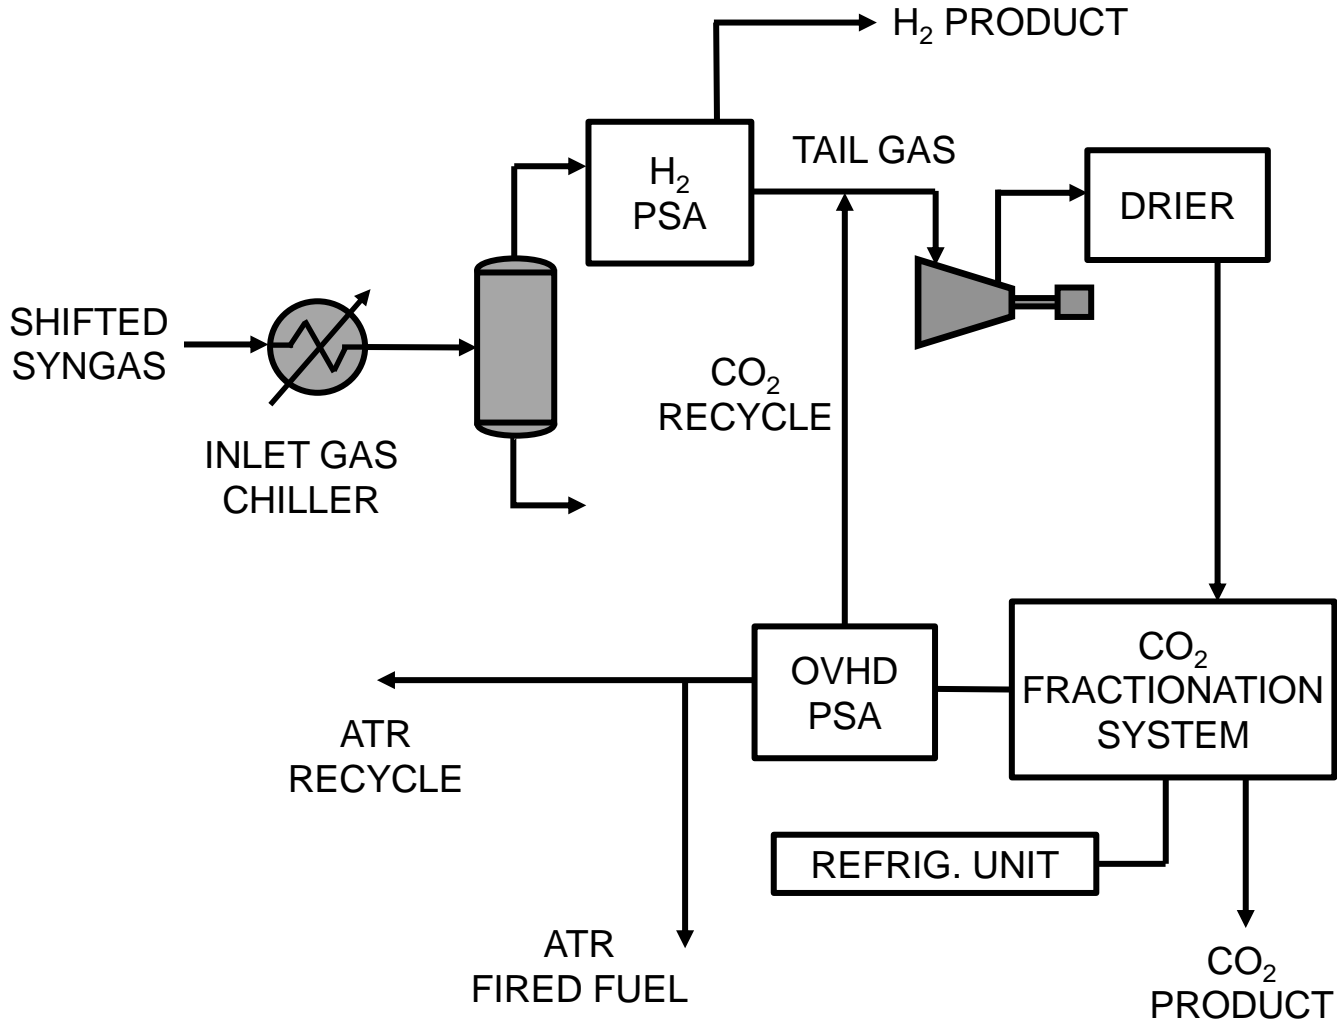 H₂ PRODUCT
TAIL GAS
H₂
PSA
DRIER
SHIFTED
SYNGAS
CO₂
RECYCLE
INLET GAS
CHILLER
OVHD
PSA
CO₂
FRACTIONATION
SYSTEM
ATR
RECYCLE
REFRIG. UNIT
ATR
FIRED FUEL
CO₂
PRODUCT